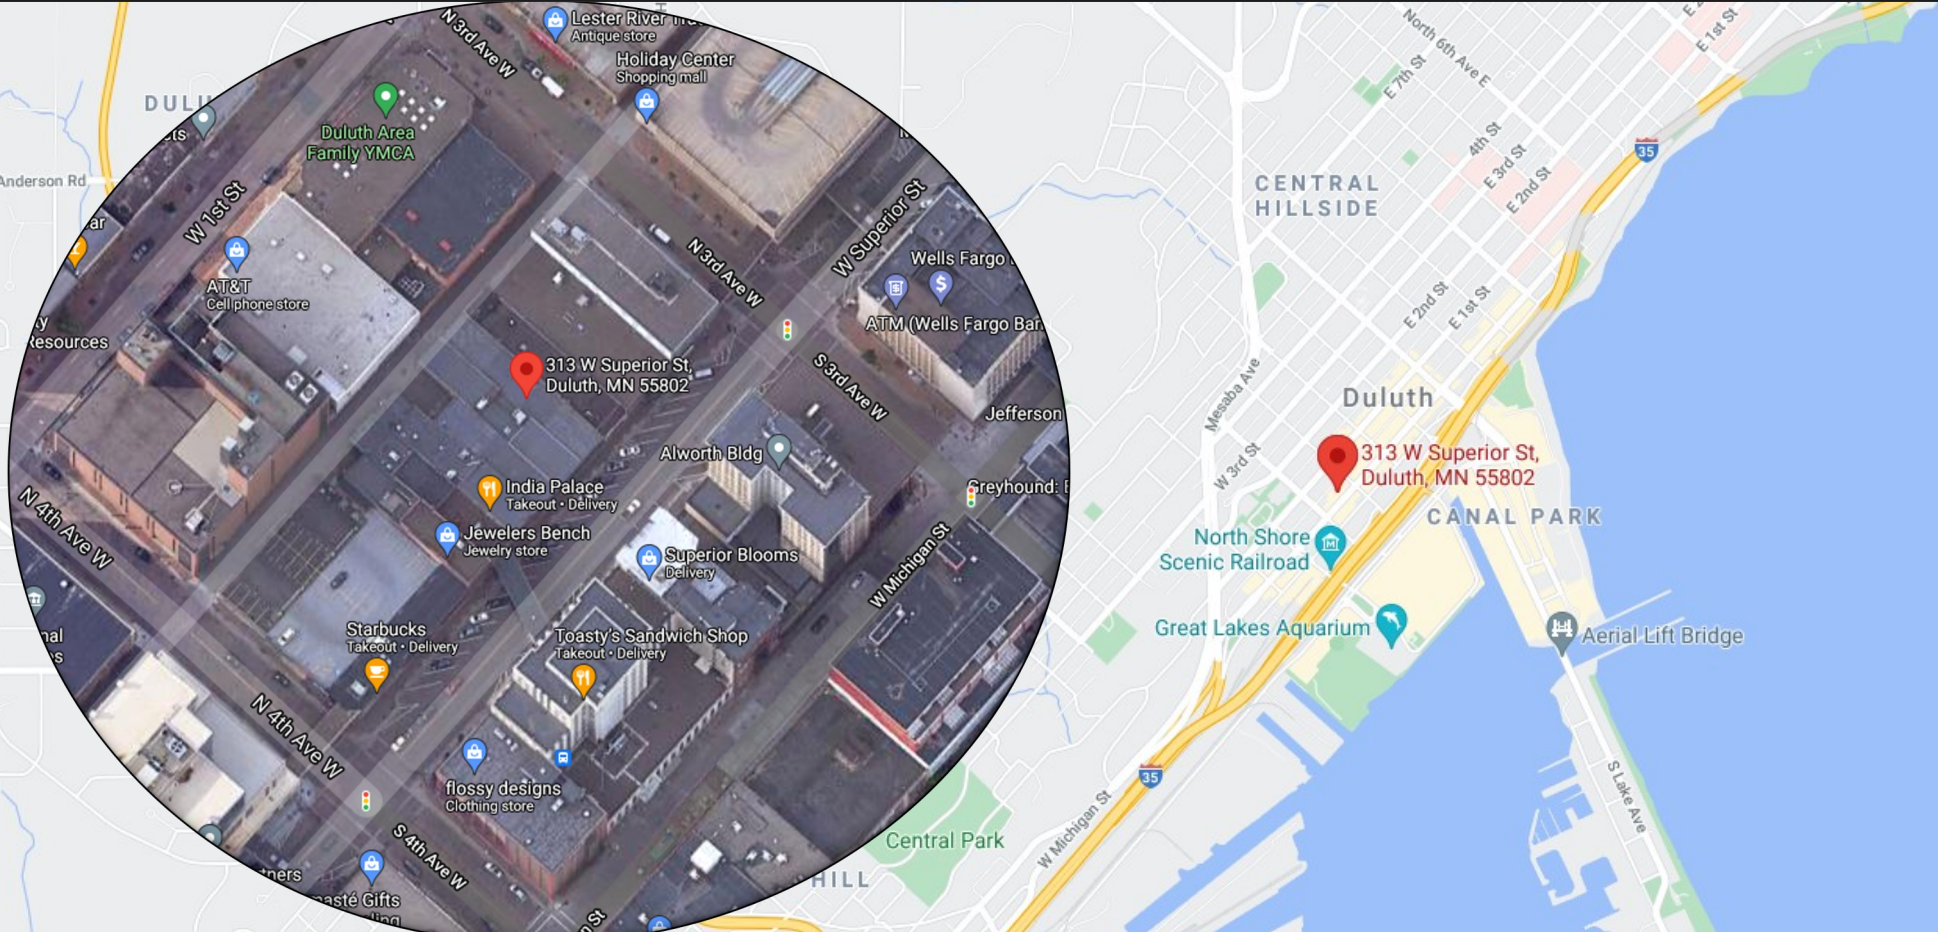 N 3rd Ave W
Lester River
Antique store
Holiday Center
Shopping mall
Duluth Area
Family YMCA
W 1st St
AT&T
Cell phone store
Resources
N 3rd Ave W
W Superior St
Wells Fargo
ATM (Wells Fargo
S 3rd Ave W
313 W Superior St,
Duluth, MN 55802
Jefferson
Alworth Bldg
Greyhound:
India Palace
Takeout • Delivery
Jewelers Bench
Jewelry store
N 4th Ave W
Superior Blooms
Delivery
W Michigan St
Starbucks
Takeout • Delivery
Toasty's Sandwich Shop
Takeout • Delivery
N 4th Ave W
flossy designs
Clothing store
S 4th Ave W
Gifts
St
Anderson Rd
North 6th Ave E
E 7th St
E 1st St
35
4th St
E 3rd St
E 2nd St
CENTRAL
HILLSIDE
E 2nd St
E 1st St
Mesaba Ave
Duluth
W 3rd St
313 W Superior St,
Duluth, MN 55802
CANAL PARK
North Shore
Scenic Railroad
Great Lakes Aquarium
Aerial Lift Bridge
35
W Michigan St
S Lake Ave
Central Park
HILL